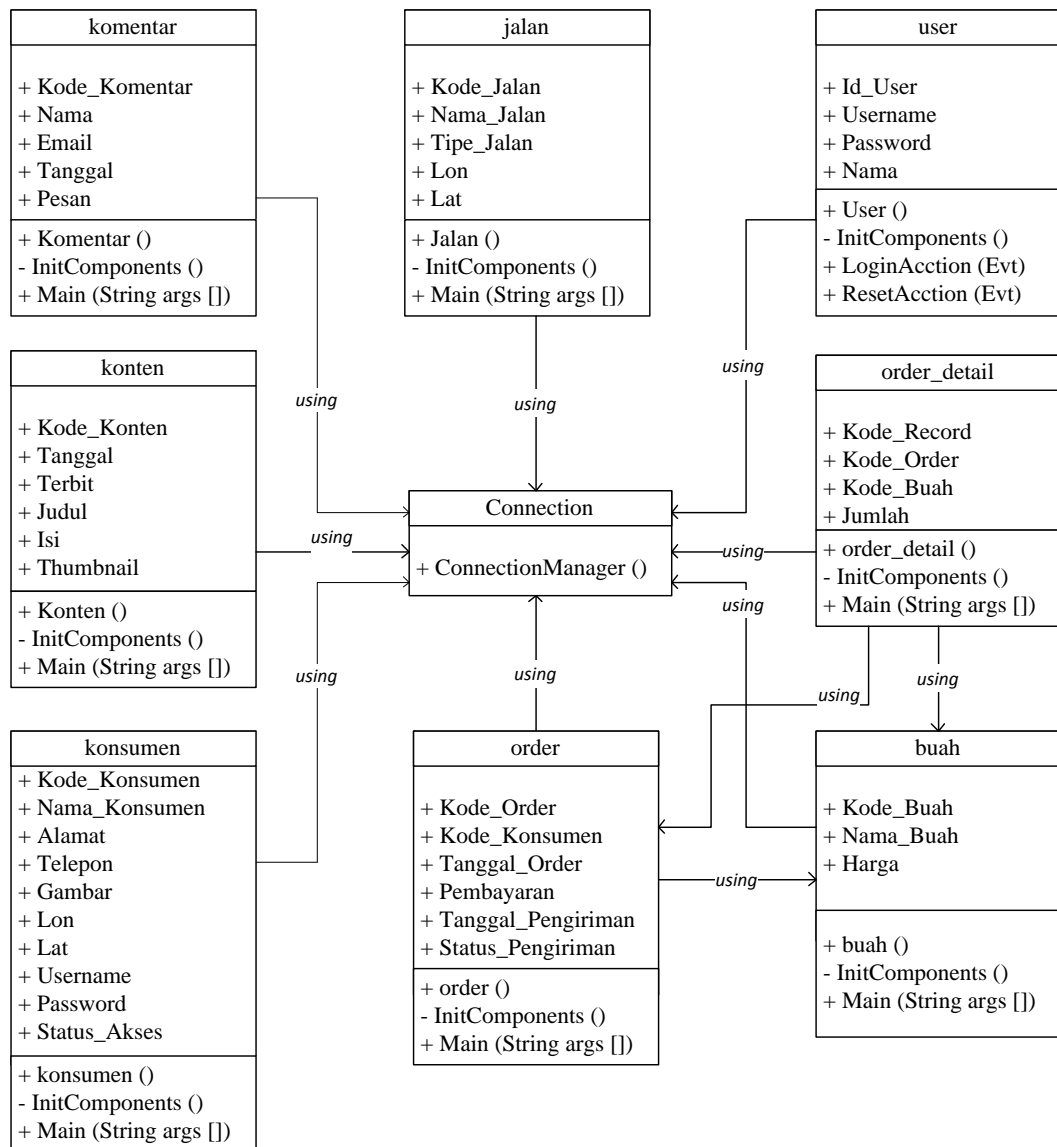 komentar
+ Kode_Komentar
+ Nama
+ Email
+ Tanggal
+ Pesan
+ Komentar ()
- InitComponents ()
+ Main (String args [])
jalan
+ Kode_Jalan
+ Nama_Jalan
+ Tipe_Jalan
+ Lon
+ Lat
+ Jalan ()
- InitComponents ()
+ Main (String args [])
user
+ Id_User
+ Username
+ Password
+ Nama
+ User ()
- InitComponents ()
+ LoginAcction (Evt)
+ ResetAcction (Evt)
using
using
using
konten
+ Kode_Konten
+ Tanggal
+ Terbit
+ Judul
+ Isi
+ Thumbnail
+ Konten ()
- InitComponents ()
+ Main (String args [])
using
Connection
+ ConnectionManager ()
using
order_detail
+ Kode_Record
+ Kode_Order
+ Kode_Buah
+ Jumlah
+ order_detail ()
- InitComponents ()
+ Main (String args [])
using
using
using
using
using
konsumen
+ Kode_Konsumen
+ Nama_Konsumen
+ Alamat
+ Telepon
+ Gambar
+ Lon
+ Lat
+ Username
+ Password
+ Status_Akses
+ konsumen ()
- InitComponents ()
+ Main (String args [])
order
+ Kode_Order
+ Kode_Konsumen
+ Tanggal_Order
+ Pembayaran
+ Tanggal_Pengiriman
+ Status_Pengiriman
+ order ()
- InitComponents ()
+ Main (String args [])
using
buah
+ Kode_Buah
+ Nama_Buah
+ Harga
+ buah ()
- InitComponents ()
+ Main (String args [])